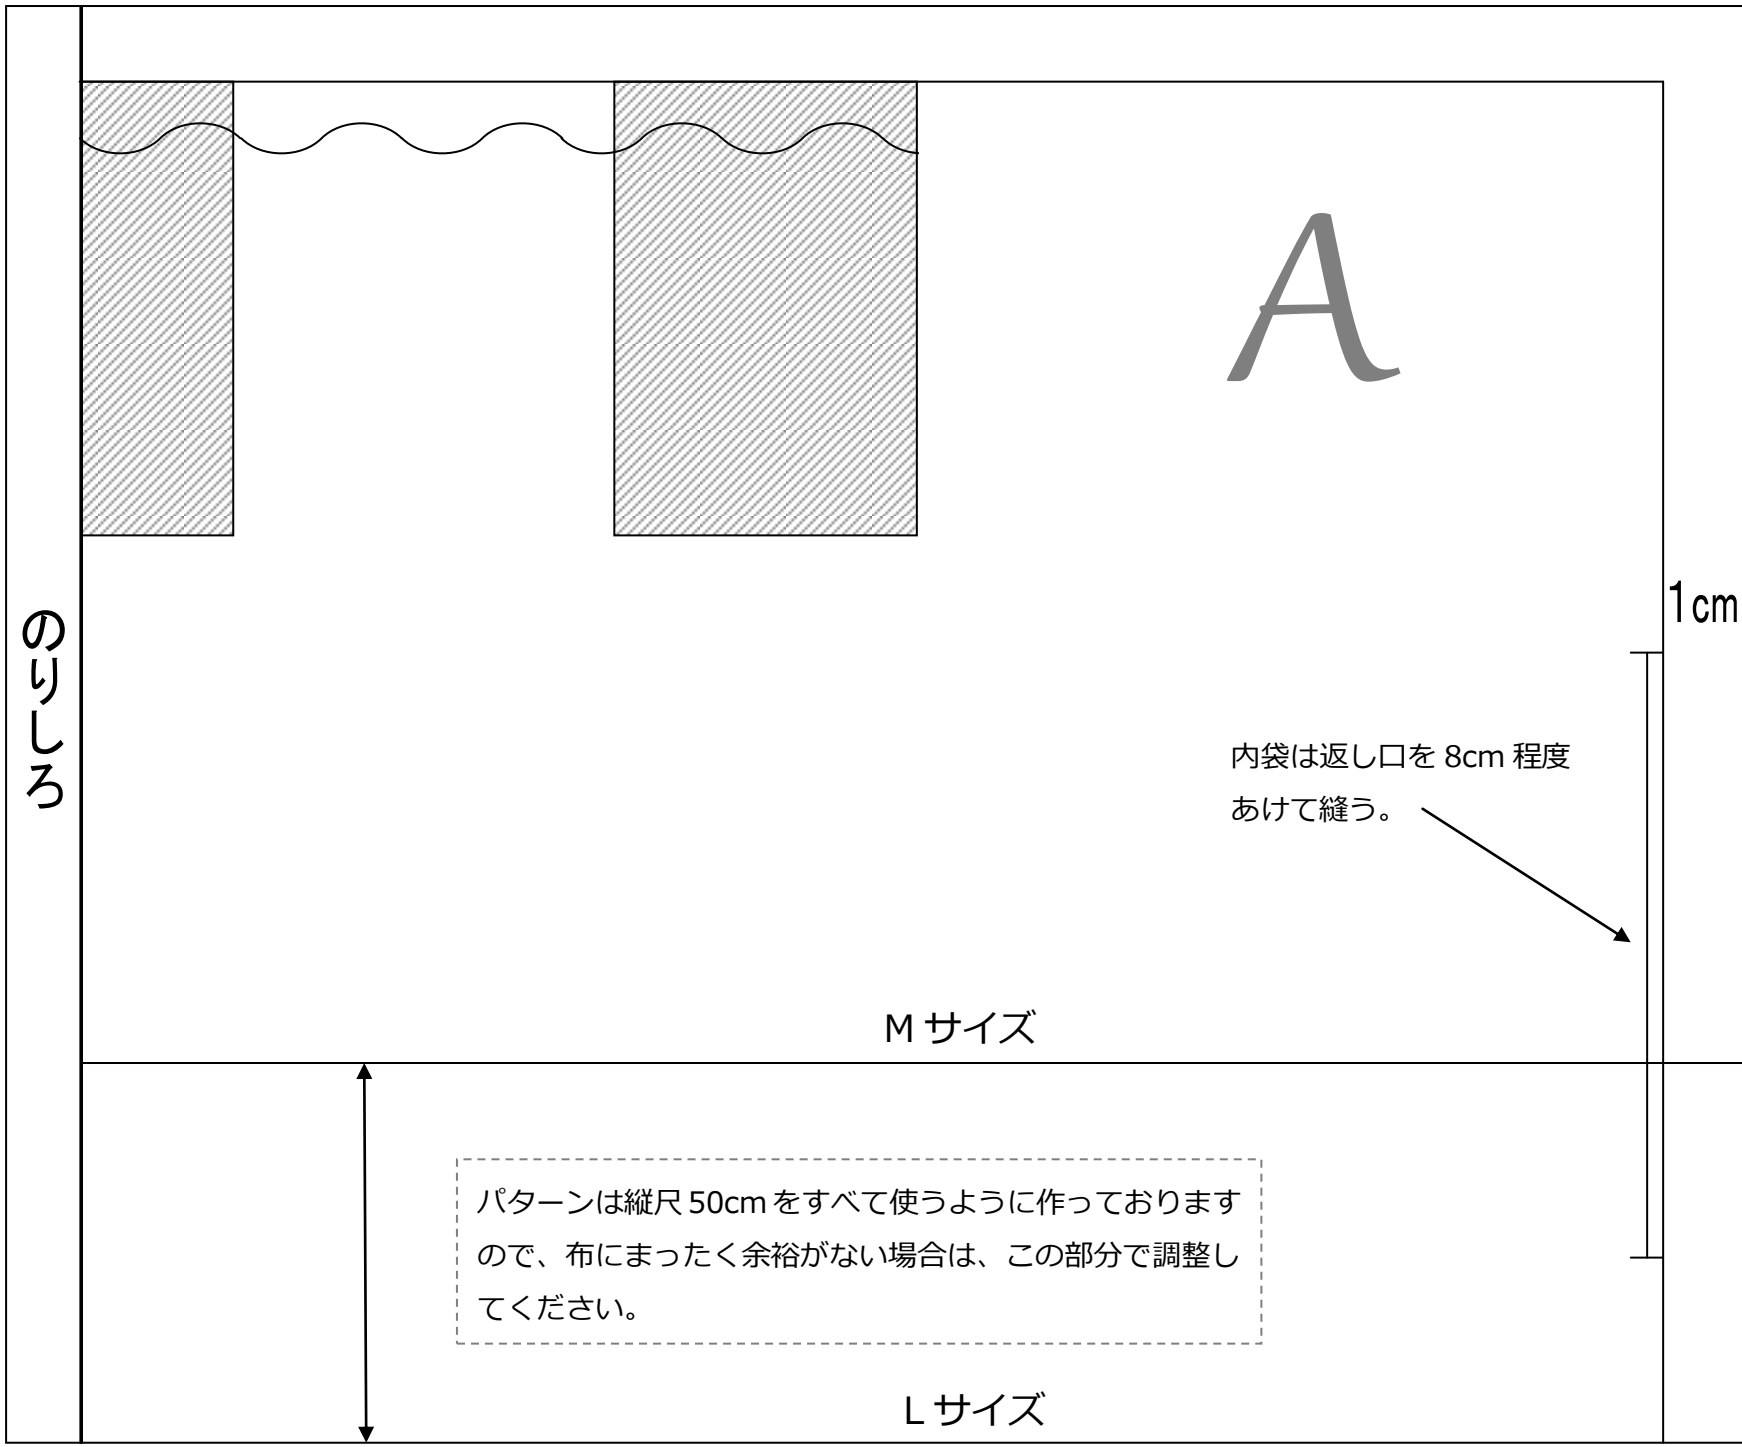 A
のりしろ
1cm
内袋は返し口を 8cm 程度
あけて縫う。
M サイズ
パターンは縦尺 50cm をすべて使うように作っております
ので、布にまったく余裕がない場合は、この部分で調整し
てください。
L サイズ